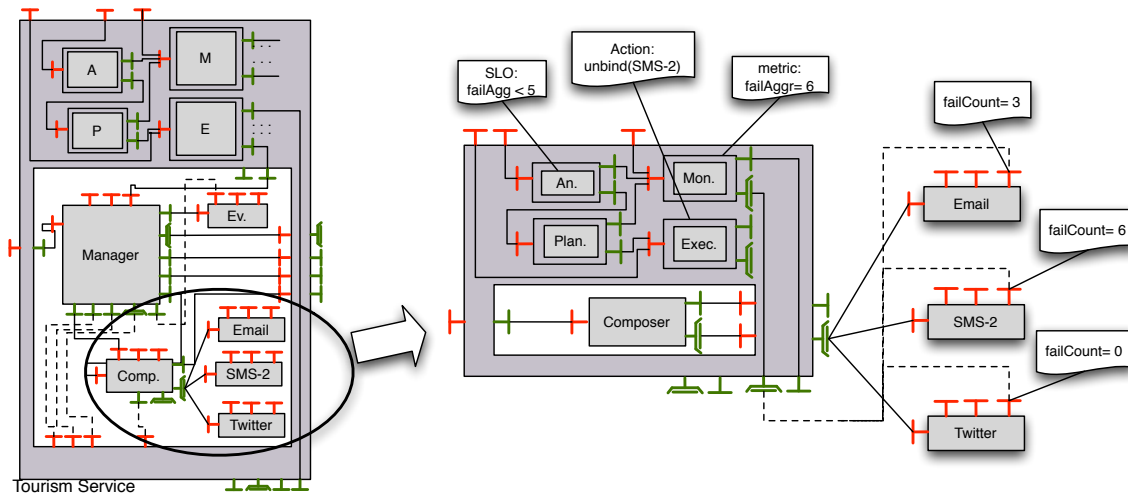 A
M
P
E
Manager
Ev.
Email
Comp.
SMS-2
Twitter
Tourism Service
SLO:
failAgg < 5
Action:
unbind(SMS-2)
metric:
failAggr= 6
An.
Mon.
Plan.
Exec.
Composer
failCount= 3
Email
failCount= 6
SMS-2
failCount= 0
Twitter